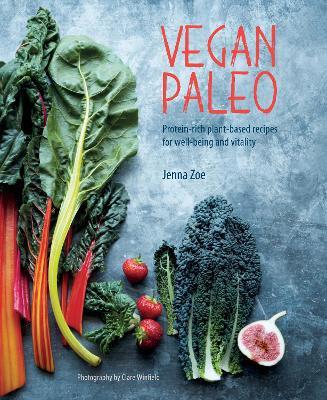 VEGAN
PALEO
Protein-rich plant-based recipes
for well-being and vitality
Jenna Zoe
Photography by Clare Winfield